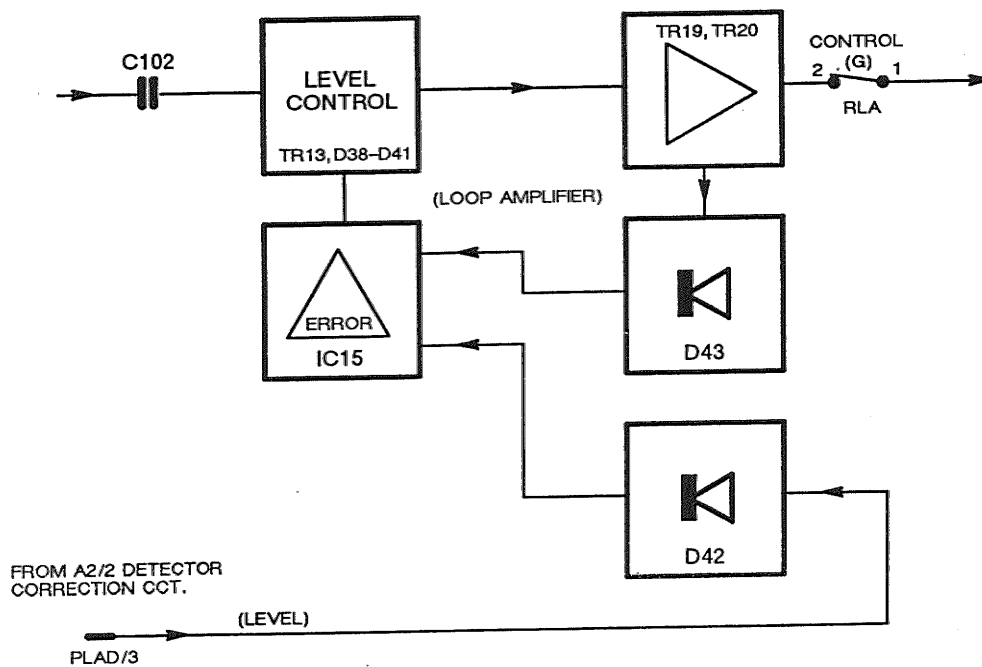 C102
LEVEL
CONTROL
TR13, D38–D41
TR19, TR20
CONTROL
(G)
2
1
RLA
(LOOP AMPLIFIER)
ERROR
IC15
D43
D42
FROM A2/2 DETECTOR
CORRECTION CCT.
(LEVEL)
PLAD/3